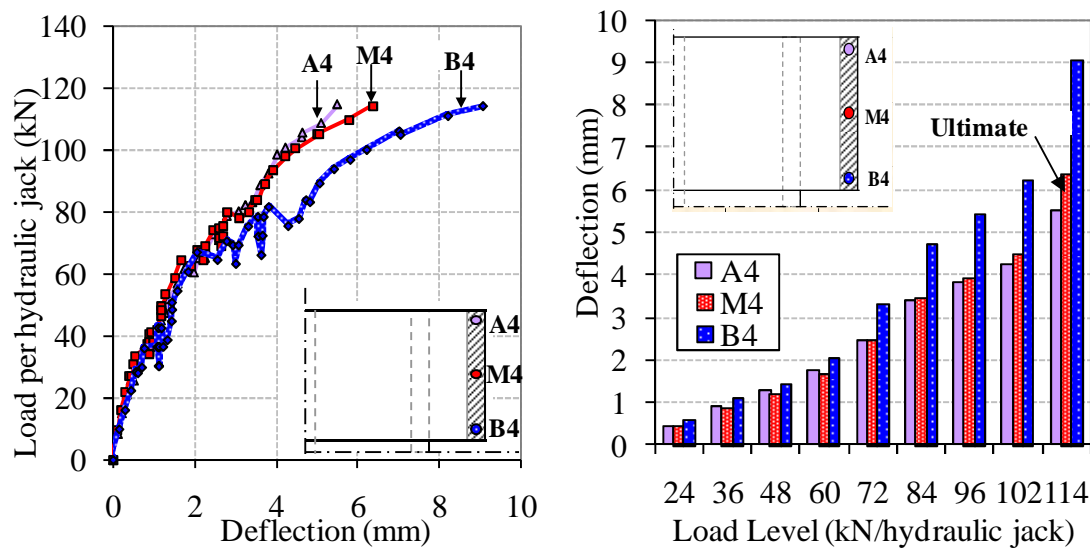 Load per hydraulic jack (kN)
140
120
100
80
60
40
20
0
A4
M4
B4
A4
M4
B4
0
2
4
6
8
10
Deflection (mm)
Deflection (mm)
10
9
8
7
6
5
4
3
2
1
0
A4
M4
B4
Ultimate
A4
M4
B4
24
36
48
60
72
84
96
102
114
Load Level (kN/hydraulic jack)